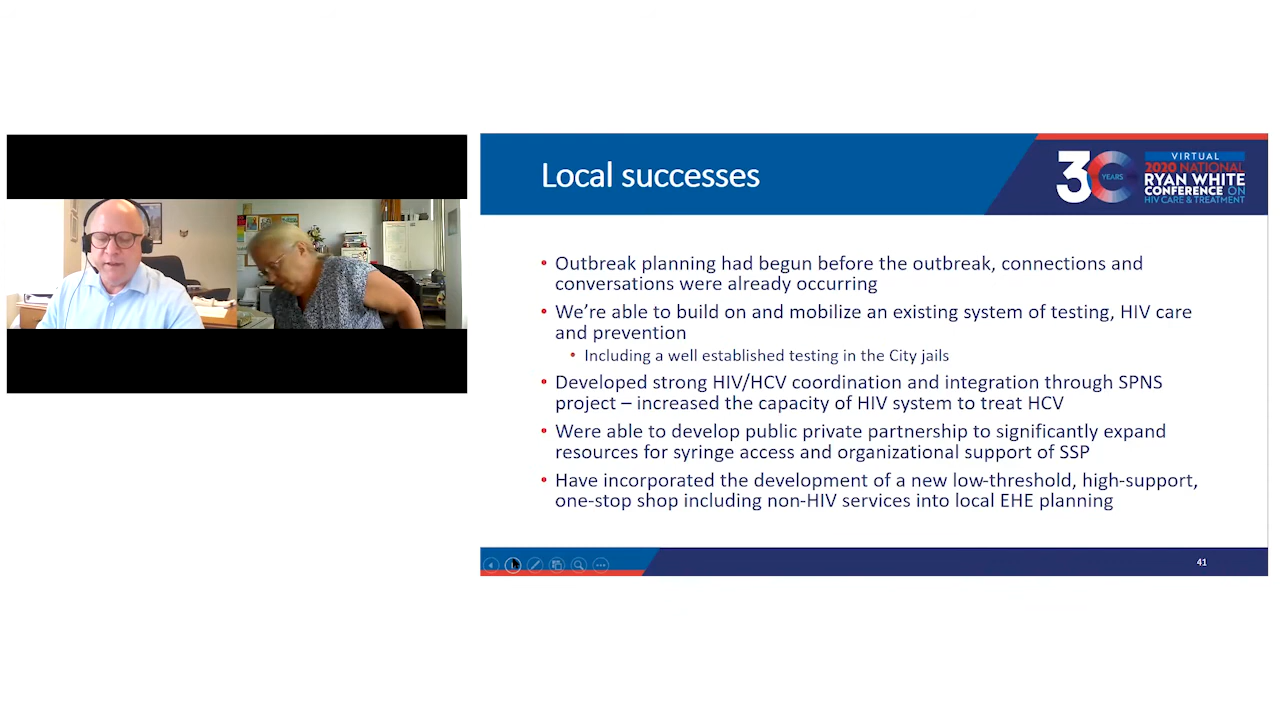 Local successes
30 YEARS
VIRTUAL
2020 NATIONAL
RYAN WHITE
CONFERENCE ON
HIV CARE & TREATMENT
• Outbreak planning had begun before the outbreak, connections and
conversations were already occurring
• We’re able to build on and mobilize an existing system of testing, HIV care
and prevention
• Including a well established testing in the City jails
• Developed strong HIV/HCV coordination and integration through SPNS
project – increased the capacity of HIV system to treat HCV
• Were able to develop public private partnership to significantly expand
resources for syringe access and organizational support of SSP
• Have incorporated the development of a new low-threshold, high-support,
one-stop shop including non-HIV services into local EHE planning
41